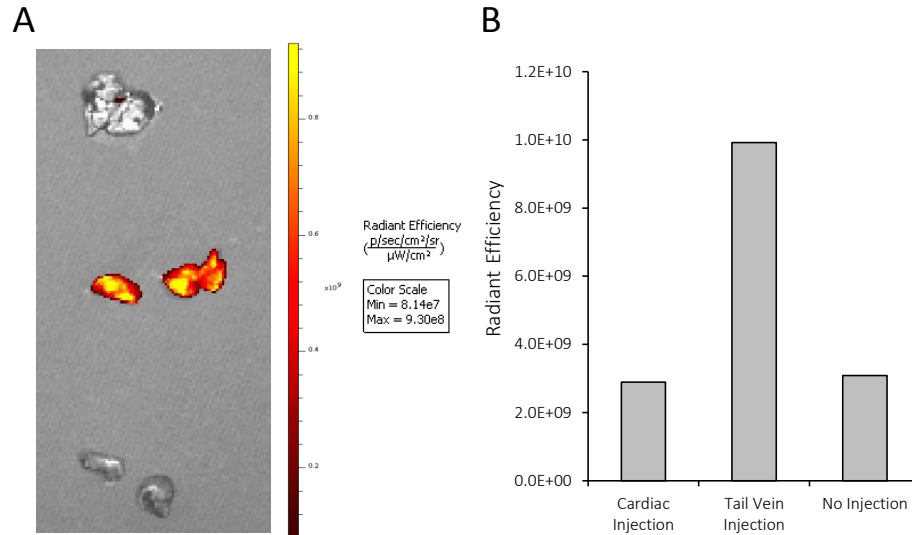 A
0.8
0.6
x10⁹
0.4
0.2
Radiant Efficiency
(p/sec/cm²/sr
µW/cm²)
Color Scale
Min = 8.14e7
Max = 9.30e8
B
Radiant Efficiency
1.2E+10
1.0E+10
8.0E+09
6.0E+09
4.0E+09
2.0E+09
0.0E+00
Cardiac
Injection
Tail Vein
Injection
No Injection